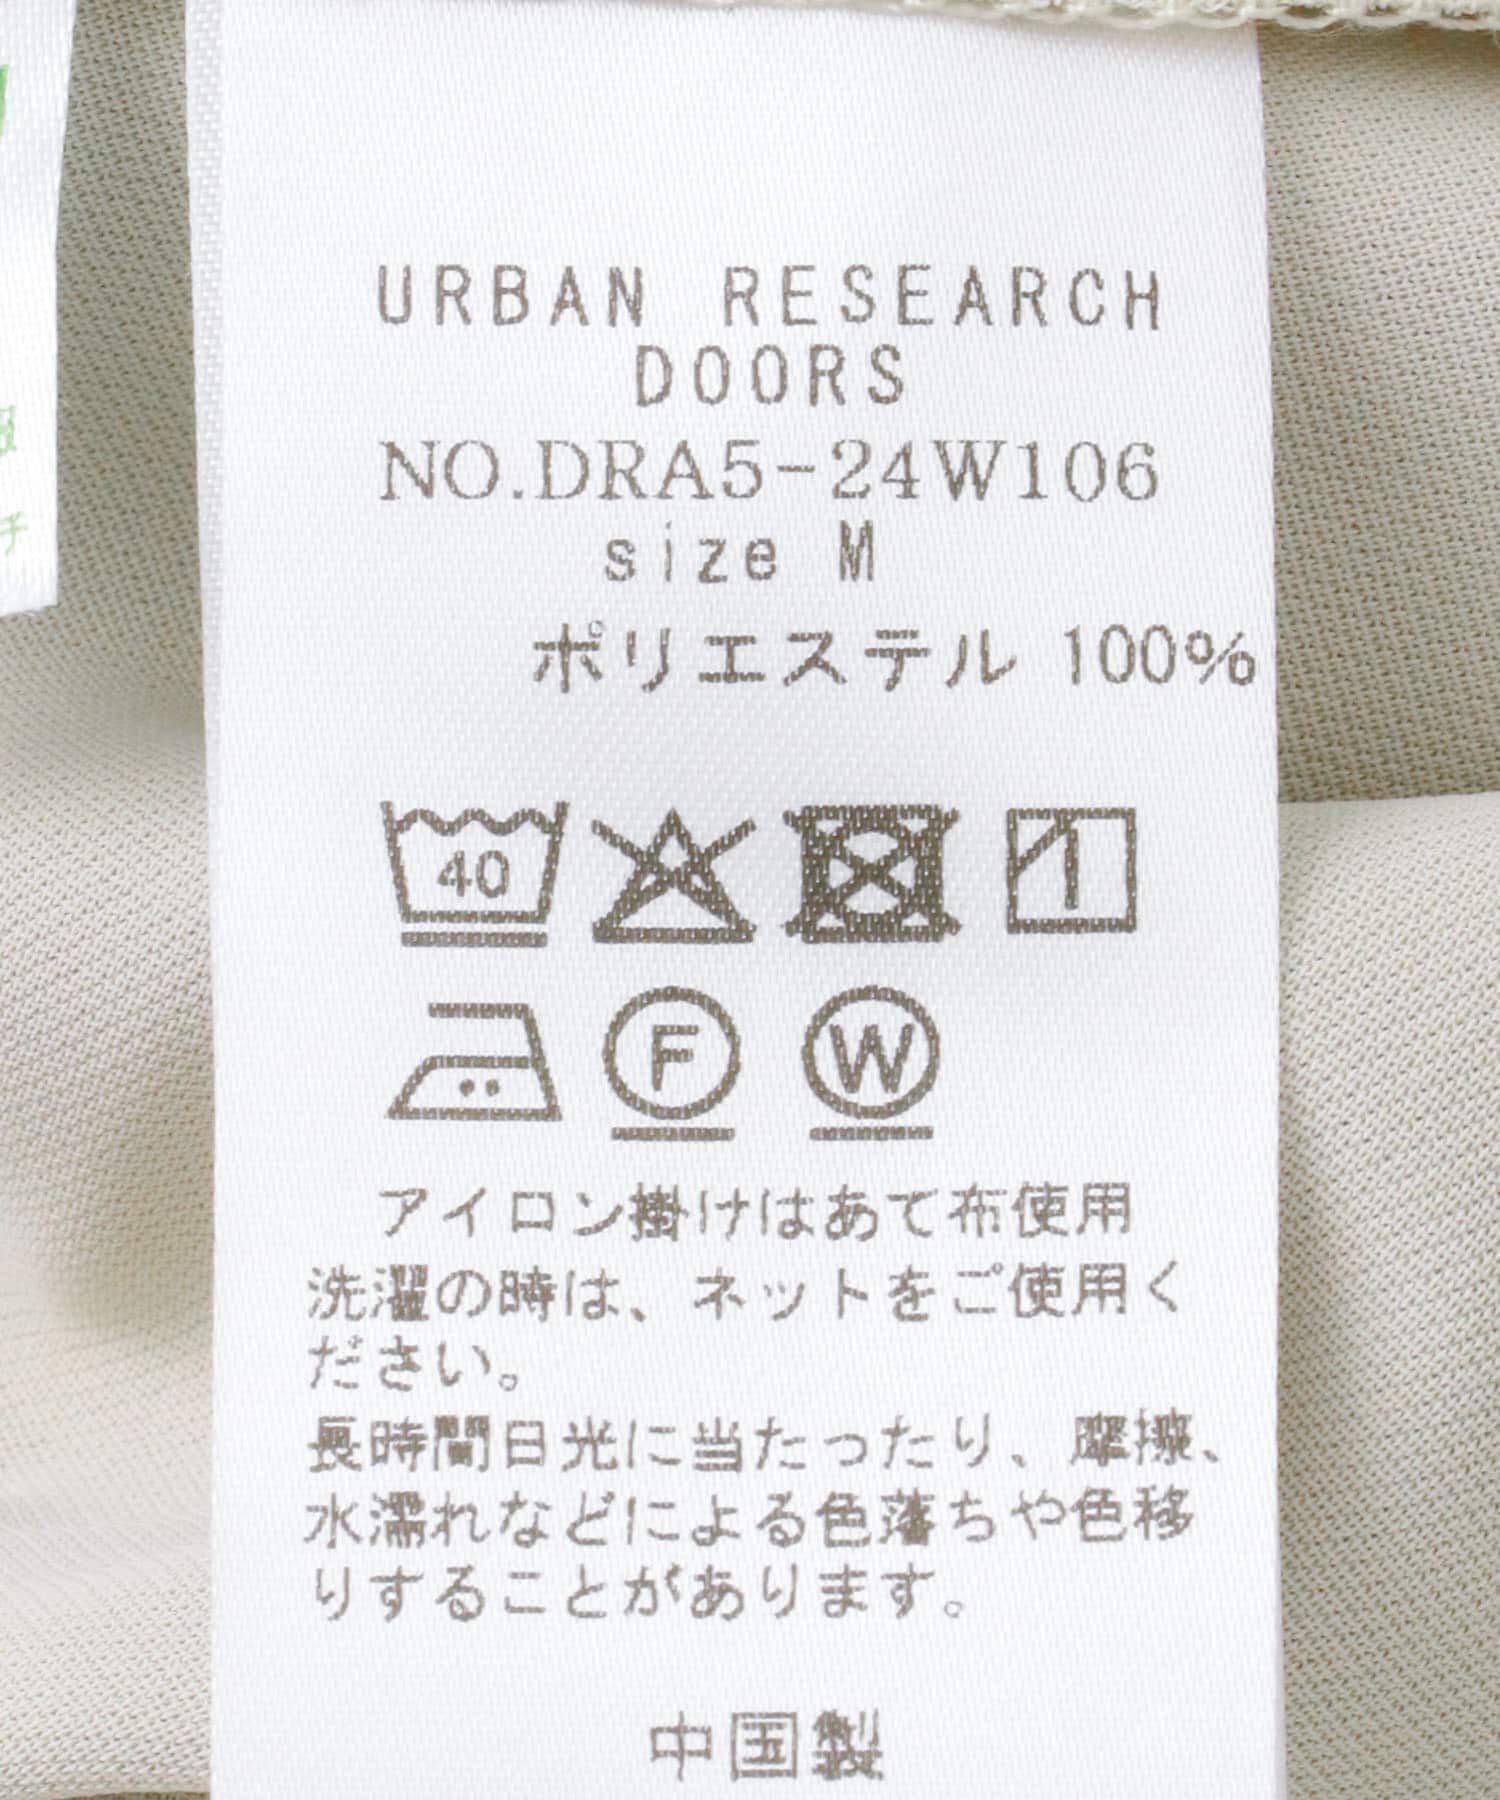 URBAN RESEARCH
DOORS
NO.DRA5-24W106
size M
ポリエステル 100%
40
F
W
アイロン掛けはあて布使用
洗濯の時は、ネットをご使用く
ださい。
長時間日光に当たったり、摩擦、
水濡れなどによる色落ちや色移
りすることがあります。
中国製
チ